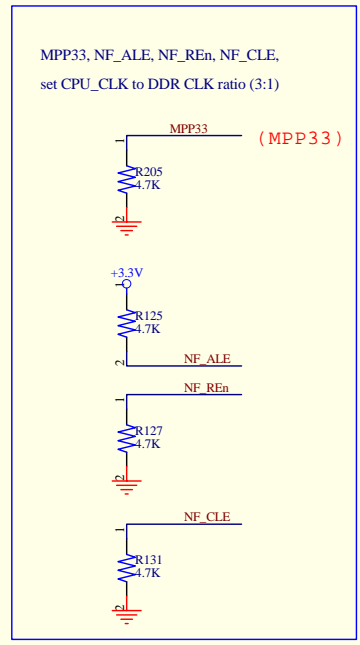 MPP33, NF_ALE, NF_REn, NF_CLE,
set CPU_CLK to DDR CLK ratio (3:1)
1
MPP33
(MPP33)
R205
4.7K
2
+3.3V
1
R125
4.7K
2
NF_ALE
1
NF_REn
R127
4.7K
2
1
NF_CLE
R131
4.7K
2